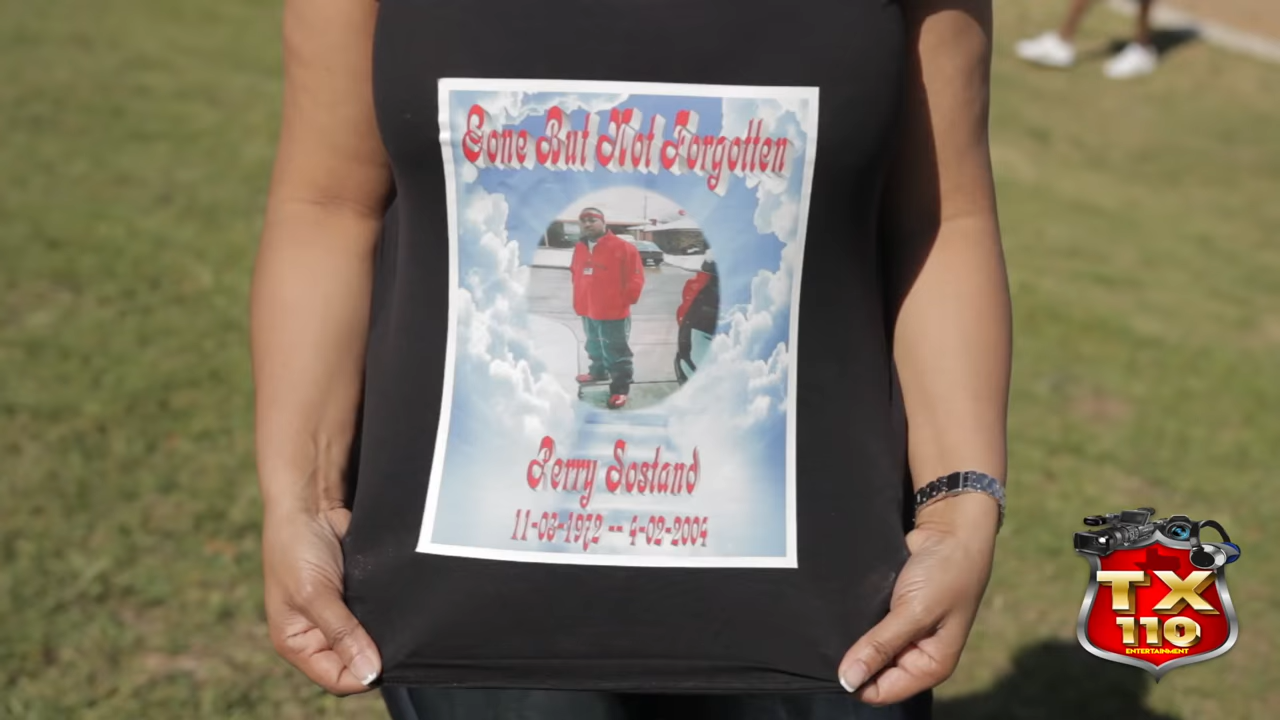 Gone But Not Forgotten
Perry Sostand
11-03-1972 -- 4-02-2004
TX
110
ENTERTAINMENT